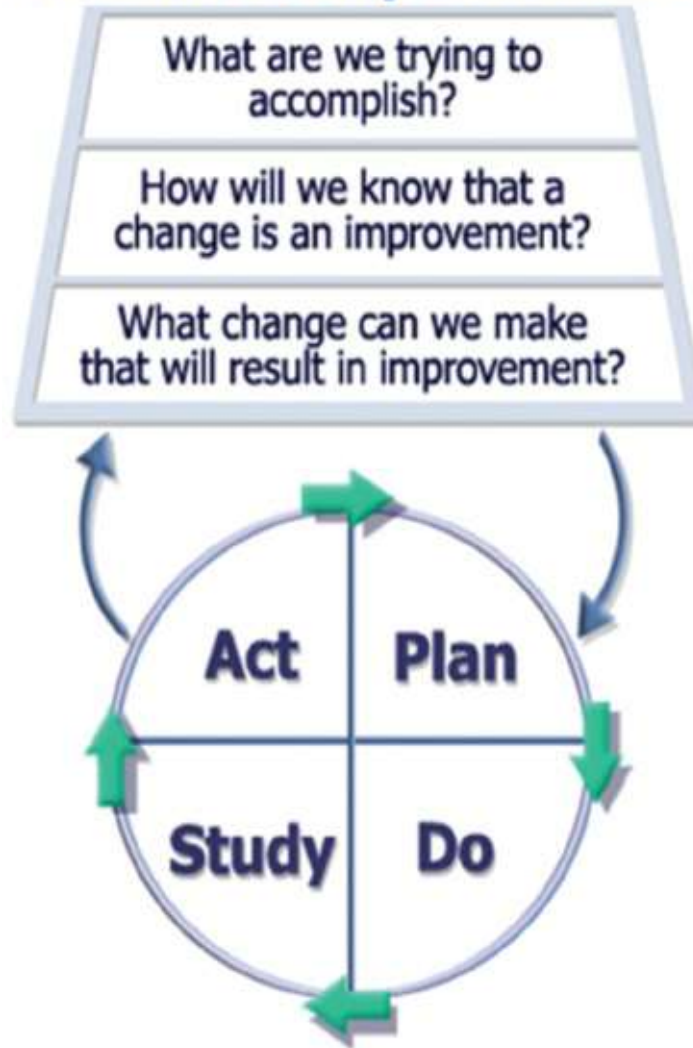 What are we trying to
accomplish?
How will we know that a
change is an improvement?
What change can we make
that will result in improvement?
Act
Plan
Study
Do